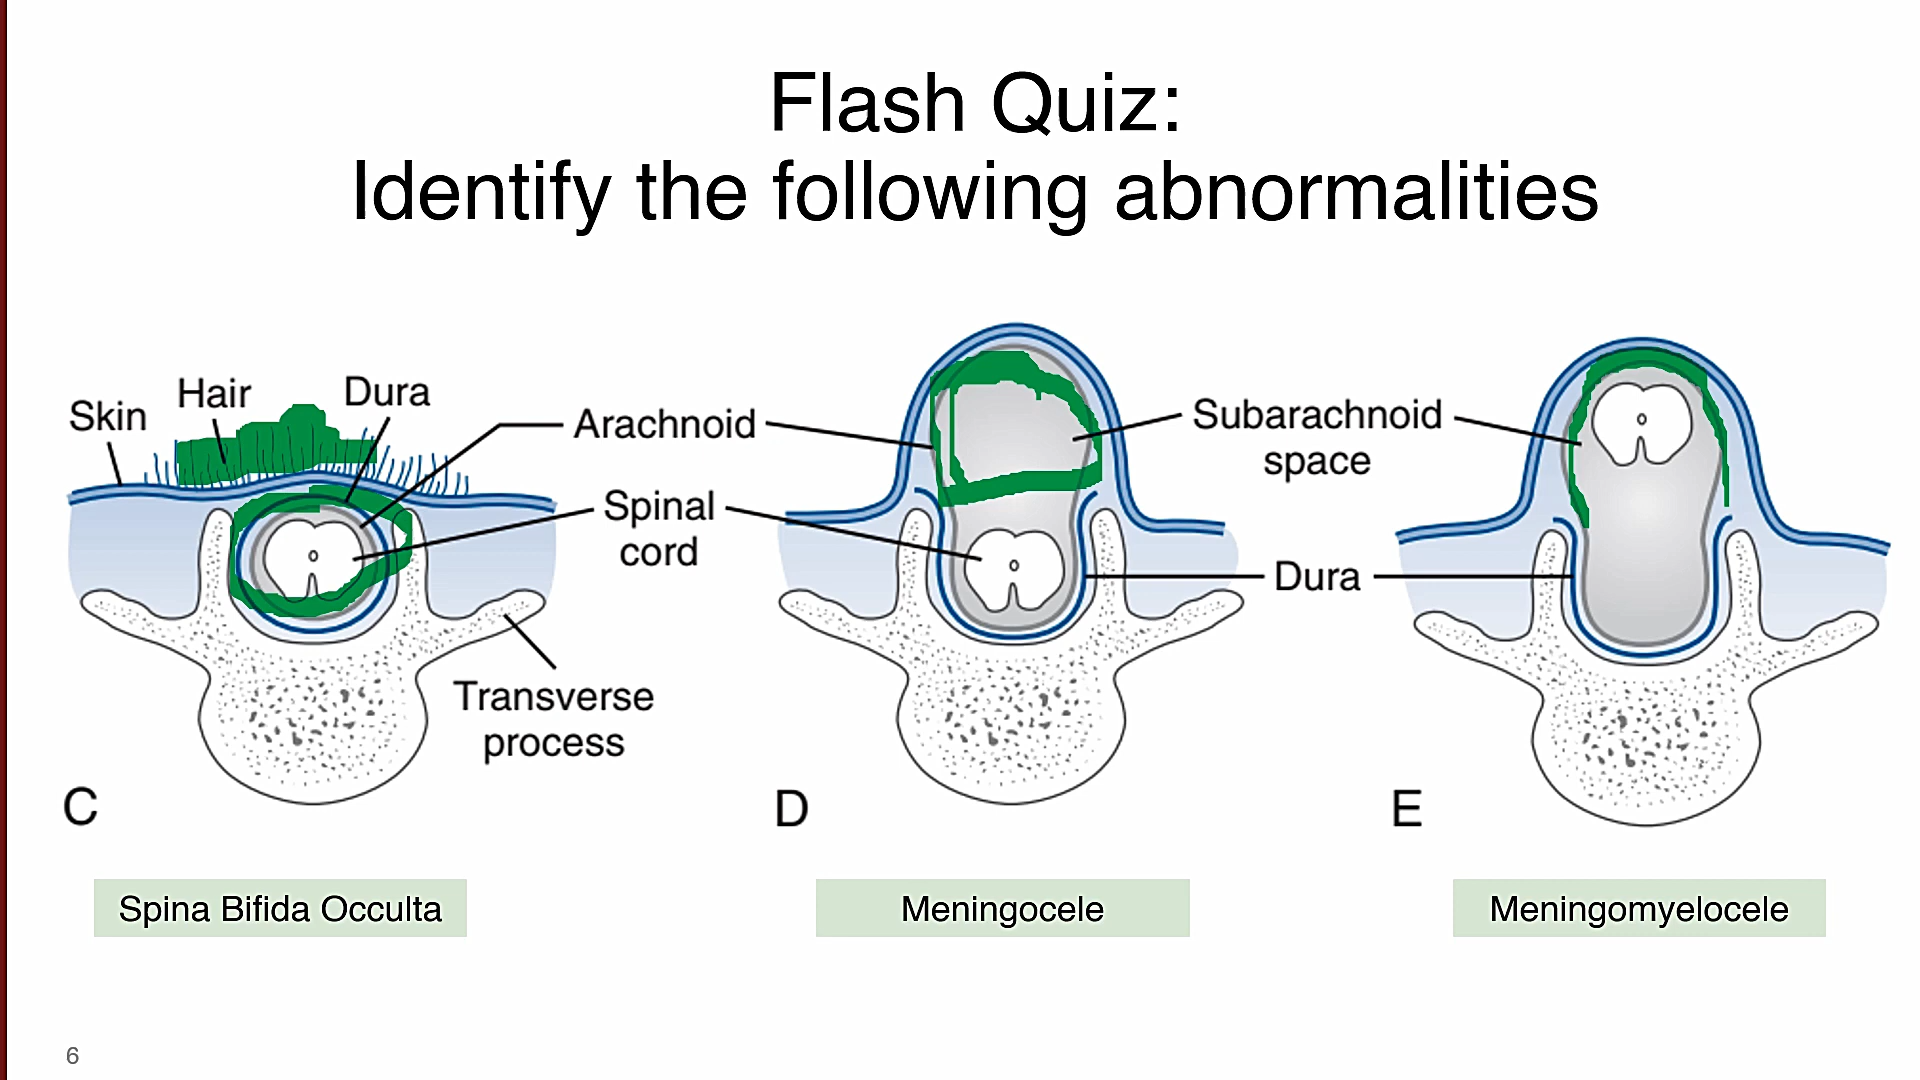 Flash Quiz:
Identify the following abnormalities
Skin
Hair
Dura
Arachnoid
Spinal
cord
Transverse
process
Subarachnoid
space
Dura
C
D
E
Spina Bifida Occulta
Meningocele
Meningomyelocele
6